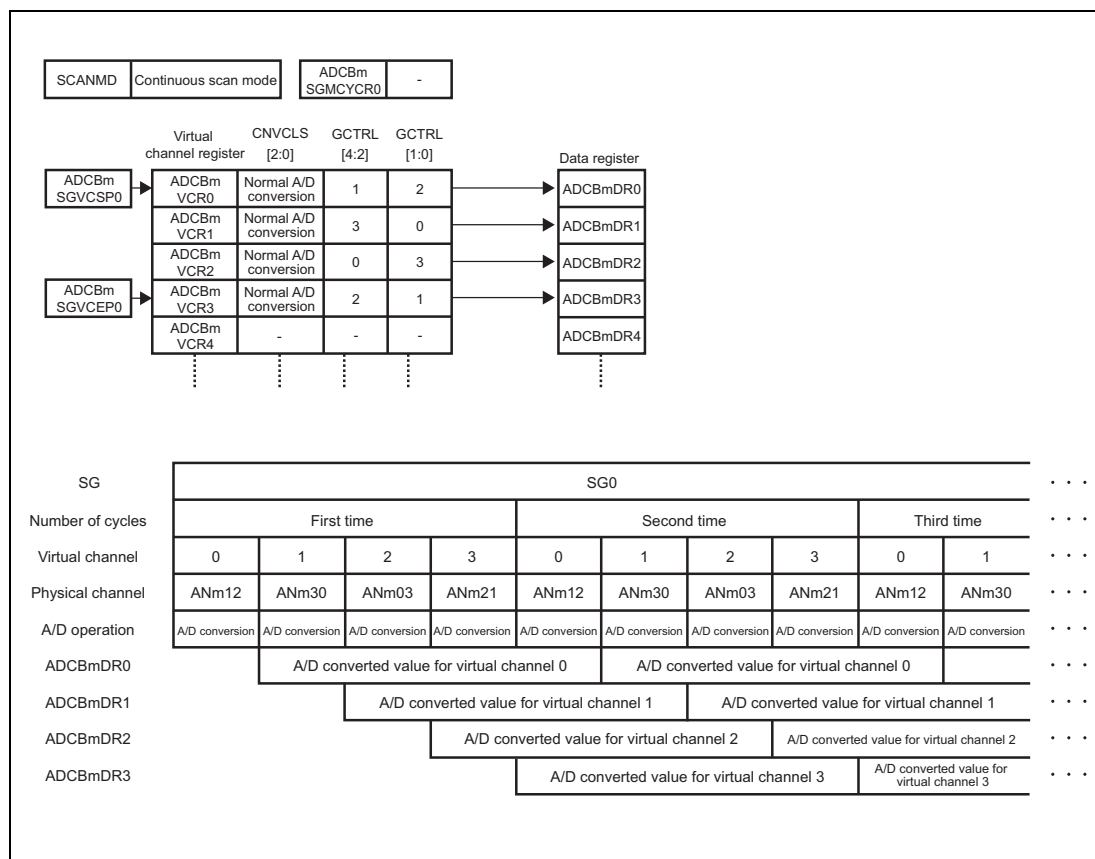 SCANMD Continuous scan mode ADCBm SGMCYCR0 -
Virtual channel register CNVCLS [2:0] GCTRL [4:2] GCTRL [1:0] Data register
ADCBm SGVCSP0 ADCBm VCR0 Normal A/D conversion 1 2 ADCBmDR0
ADCBm VCR1 Normal A/D conversion 3 0 ADCBmDR1
ADCBm VCR2 Normal A/D conversion 0 3 ADCBmDR2
ADCBm SGVCEP0 ADCBm VCR3 Normal A/D conversion 2 1 ADCBmDR3
ADCBm VCR4 - - - ADCBmDR4
SG SG0 · · ·
Number of cycles First time Second time Third time · · ·
Virtual channel 0 1 2 3 0 1 2 3 0 1 · · ·
Physical channel ANm12 ANm30 ANm03 ANm21 ANm12 ANm30 ANm03 ANm21 ANm12 ANm30 · · ·
A/D operation A/D conversion A/D conversion A/D conversion A/D conversion A/D conversion A/D conversion A/D conversion A/D conversion A/D conversion A/D conversion · · ·
ADCBmDR0 A/D converted value for virtual channel 0 A/D converted value for virtual channel 0 · · ·
ADCBmDR1 A/D converted value for virtual channel 1 A/D converted value for virtual channel 1 · · ·
ADCBmDR2 A/D converted value for virtual channel 2 A/D converted value for virtual channel 2 · · ·
ADCBmDR3 A/D converted value for virtual channel 3 A/D converted value for virtual channel 3 · · ·